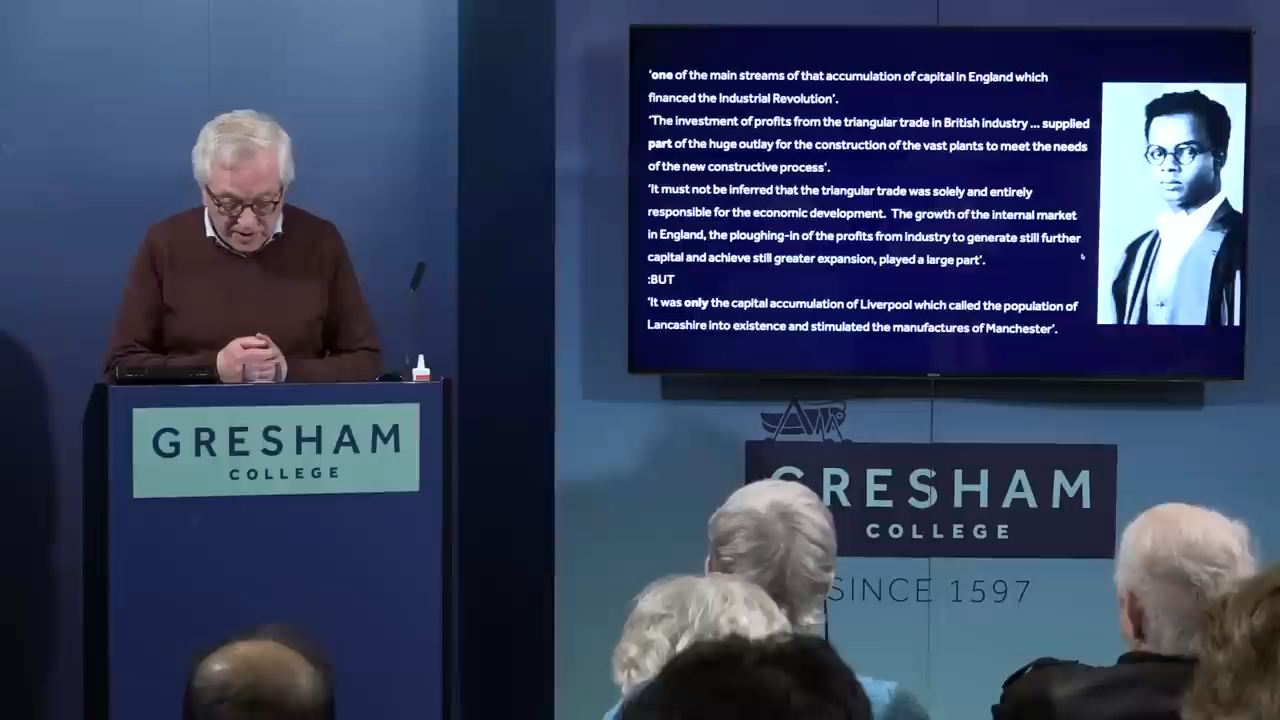 'one of the main streams of that accumulation of capital in England which
financed the Industrial Revolution'.
'The investment of profits from the triangular trade in British industry ... supplied
part of the huge outlay for the construction of the vast plants to meet the needs
of the new constructive process'.
'It must not be inferred that the triangular trade was solely and entirely
responsible for the economic development.  The growth of the internal market
in England, the ploughing-in of the profits from industry to generate still further
capital and achieve still greater expansion, played a large part'.
:BUT
'It was only the capital accumulation of Liverpool which called the population of
Lancashire into existence and stimulated the manufactures of Manchester'.
GRESHAM
COLLEGE
GRESHAM
COLLEGE
SINCE 1597